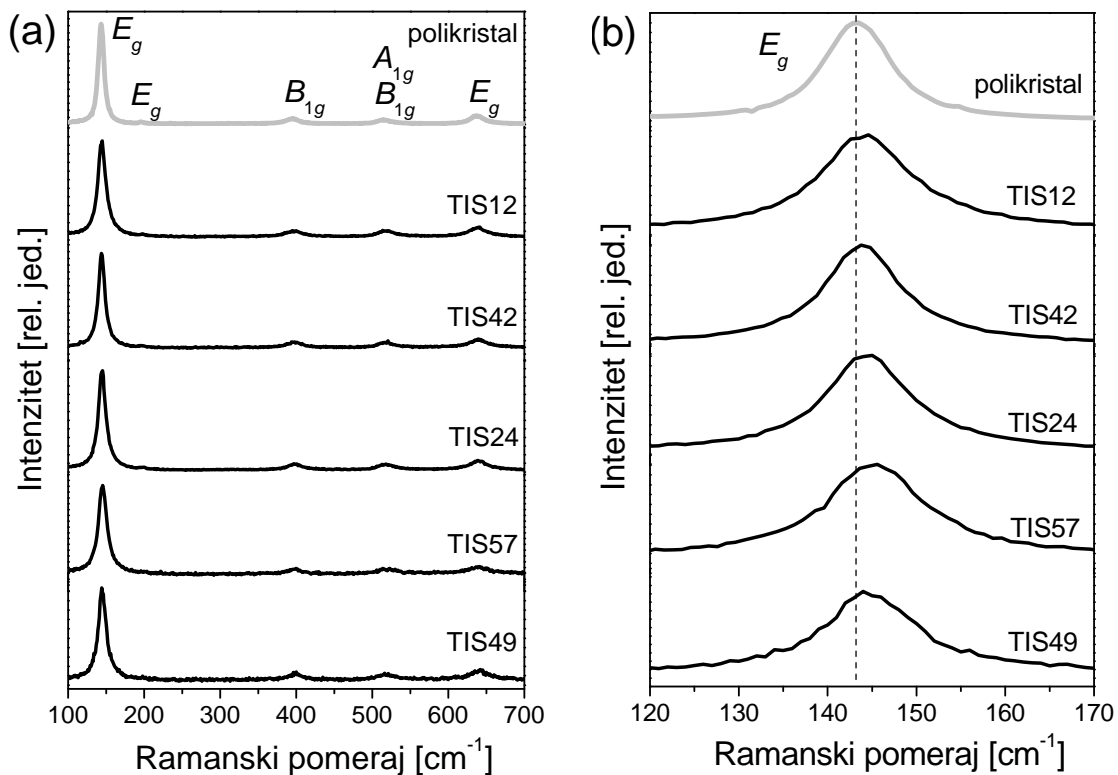 (a)
E_g
polikristal
E_g
B_1g
A_1g
B_1g
E_g
TIS12
TIS42
TIS24
TIS57
TIS49
100 200 300 400 500 600 700
Ramanski pomeraj [cm⁻¹]
Intenzitet [rel. jed.]
(b)
E_g
polikristal
TIS12
TIS42
TIS24
TIS57
TIS49
120 130 140 150 160 170
Ramanski pomeraj [cm⁻¹]
Intenzitet [rel. jed.]